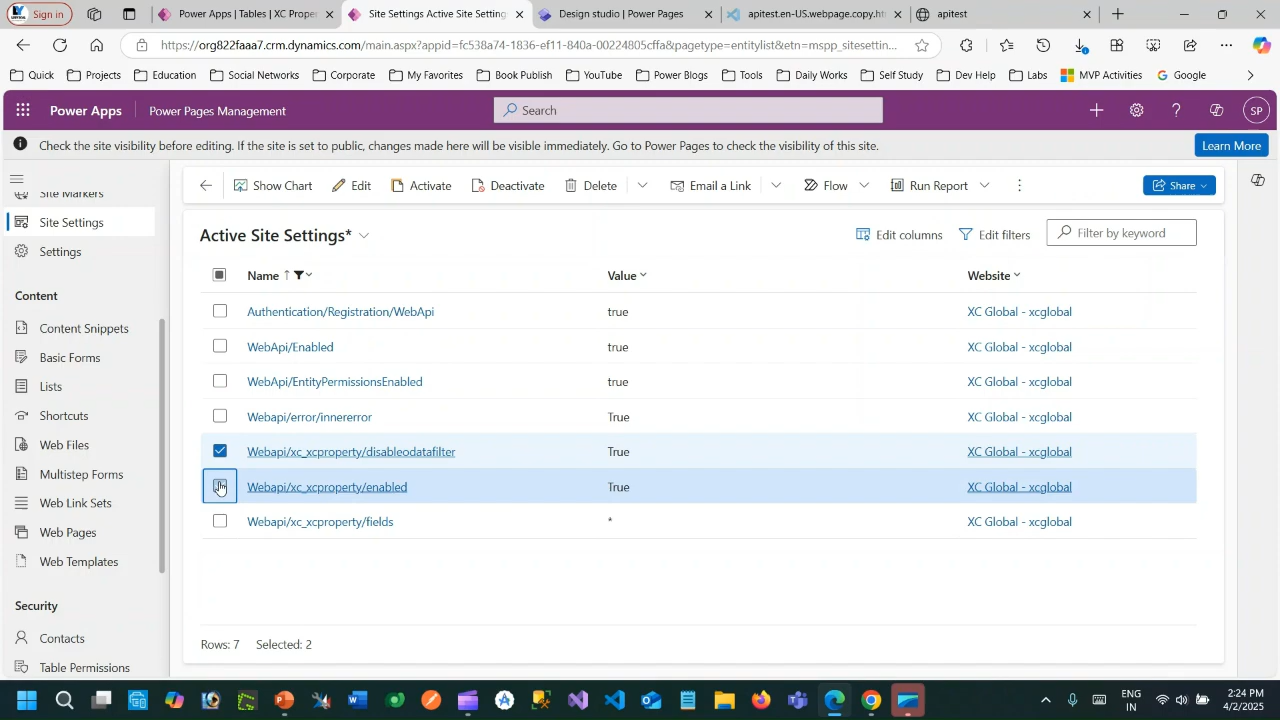 Sign in
Power Apps | Tables | XC Proper
Site Settings Active Site Setting
Design studio | Power Pages
apitest.en-US.webpage.copy.ht
apitest
https://org822faaa7.crm.dynamics.com/main.aspx?appid=fc538a74-1836-ef11-840a-00224805cffa&pagetype=entitylist&etn=mspp_sitesettin...
Quick
Projects
Education
Social Networks
Corporate
My Favorites
Book Publish
YouTube
Power Blogs
Tools
Daily Works
Self Study
Dev Help
Labs
MVP Activities
Google
Power Apps
Power Pages Management
Search
SP
Check the site visibility before editing. If the site is set to public, changes made here will be visible immediately. Go to Power Pages to check the visibility of this site.
Learn More
Site Markers
Site Settings
Settings
Content
Content Snippets
Basic Forms
Lists
Shortcuts
Web Files
Multistep Forms
Web Link Sets
Web Pages
Web Templates
Security
Contacts
Table Permissions
Show Chart
Edit
Activate
Deactivate
Delete
Email a Link
Flow
Run Report
Share
Active Site Settings*
Edit columns
Edit filters
Filter by keyword
Name ↑ Value Website
Authentication/Registration/WebApi true XC Global - xcglobal
WebApi/Enabled true XC Global - xcglobal
WebApi/EntityPermissionsEnabled true XC Global - xcglobal
Webapi/error/innererror True XC Global - xcglobal
Webapi/xc_xcproperty/disableodatafilter True XC Global - xcglobal
Webapi/xc_xcproperty/enabled True XC Global - xcglobal
Webapi/xc_xcproperty/fields * XC Global - xcglobal
Rows: 7 Selected: 2
ENG
IN
2:24 PM
4/2/2025